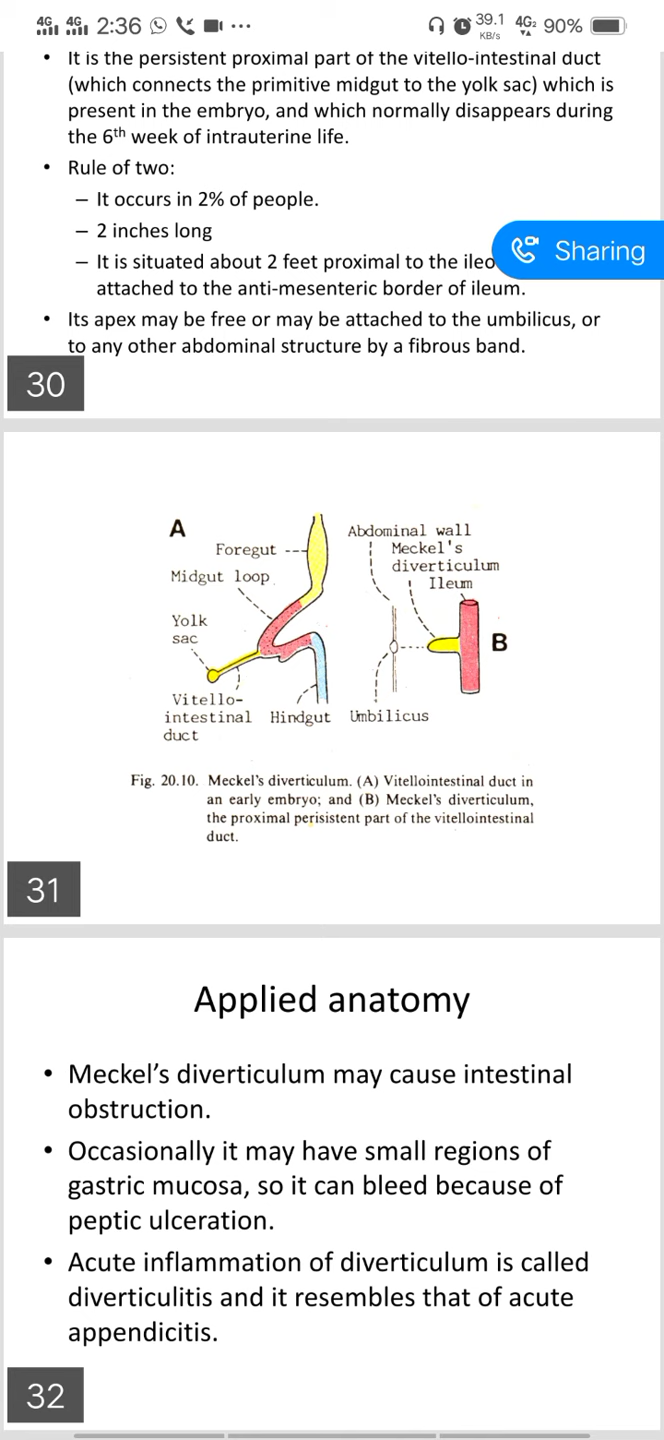 4G 4G 2:36 39.1 KB/s 4G2 90%
• It is the persistent proximal part of the vitello-intestinal duct
(which connects the primitive midgut to the yolk sac) which is
present in the embryo, and which normally disappears during
the 6th week of intrauterine life.
• Rule of two:
– It occurs in 2% of people.
– 2 inches long
– It is situated about 2 feet proximal to the ileo
Sharing
attached to the anti-mesenteric border of ileum.
• Its apex may be free or may be attached to the umbilicus, or
to any other abdominal structure by a fibrous band.
30
A
Foregut
Midgut loop
Yolk
sac
Vitello-
intestinal
duct
Hindgut
Abdominal wall
Meckel's
diverticulum
Ileum
B
Umbilicus
Fig. 20.10. Meckel's diverticulum. (A) Vitellointestinal duct in
an early embryo; and (B) Meckel's diverticulum,
the proximal perisistent part of the vitellointestinal
duct.
31
Applied anatomy
• Meckel’s diverticulum may cause intestinal
obstruction.
• Occasionally it may have small regions of
gastric mucosa, so it can bleed because of
peptic ulceration.
• Acute inflammation of diverticulum is called
diverticulitis and it resembles that of acute
appendicitis.
32